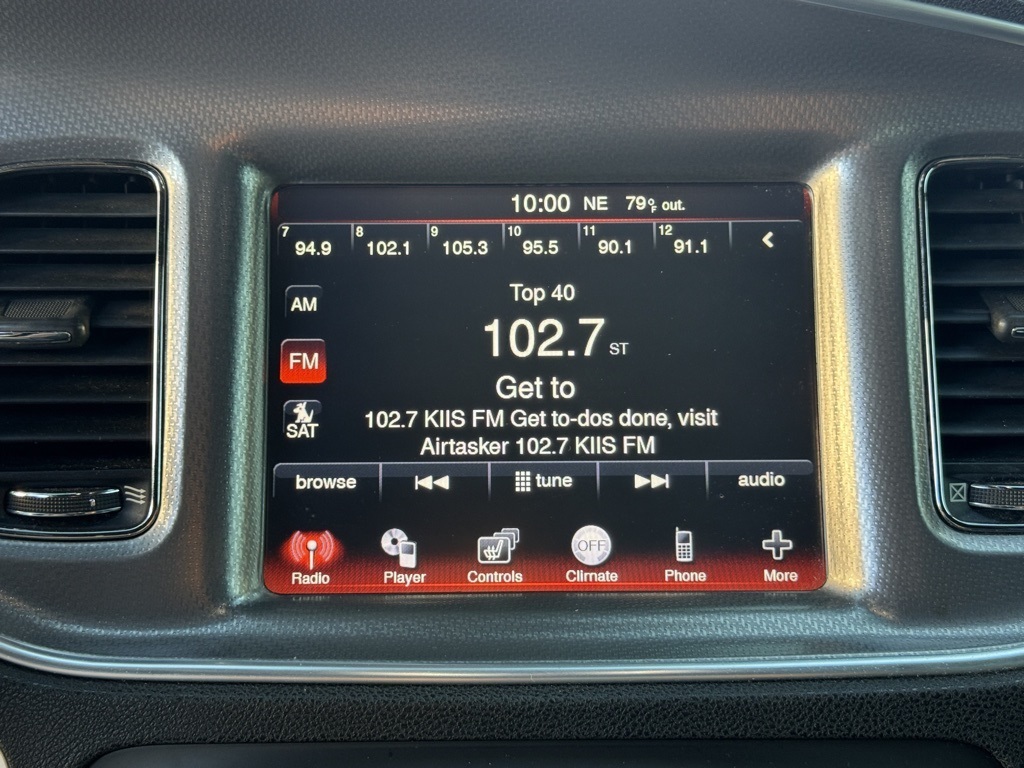 10:00 NE 79°F out.
7 8 9 10 11 12
94.9 102.1 105.3 95.5 90.1 91.1
AM
Top 40
102.7 ST
FM
Get to
SAT
102.7 KIIS FM Get to-dos done, visit
Airtasker 102.7 KIIS FM
browse tune audio
OFF
Radio Player Controls Climate Phone More